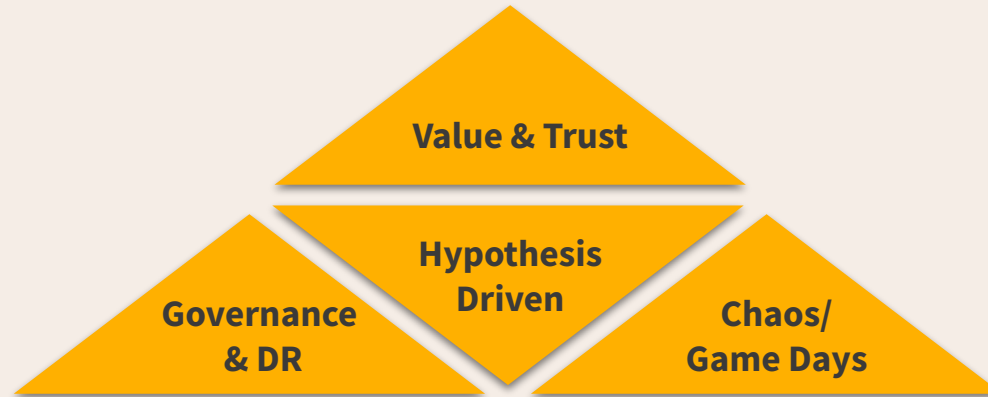 Value & Trust
Hypothesis
Driven
Governance
& DR
Chaos/
Game Days